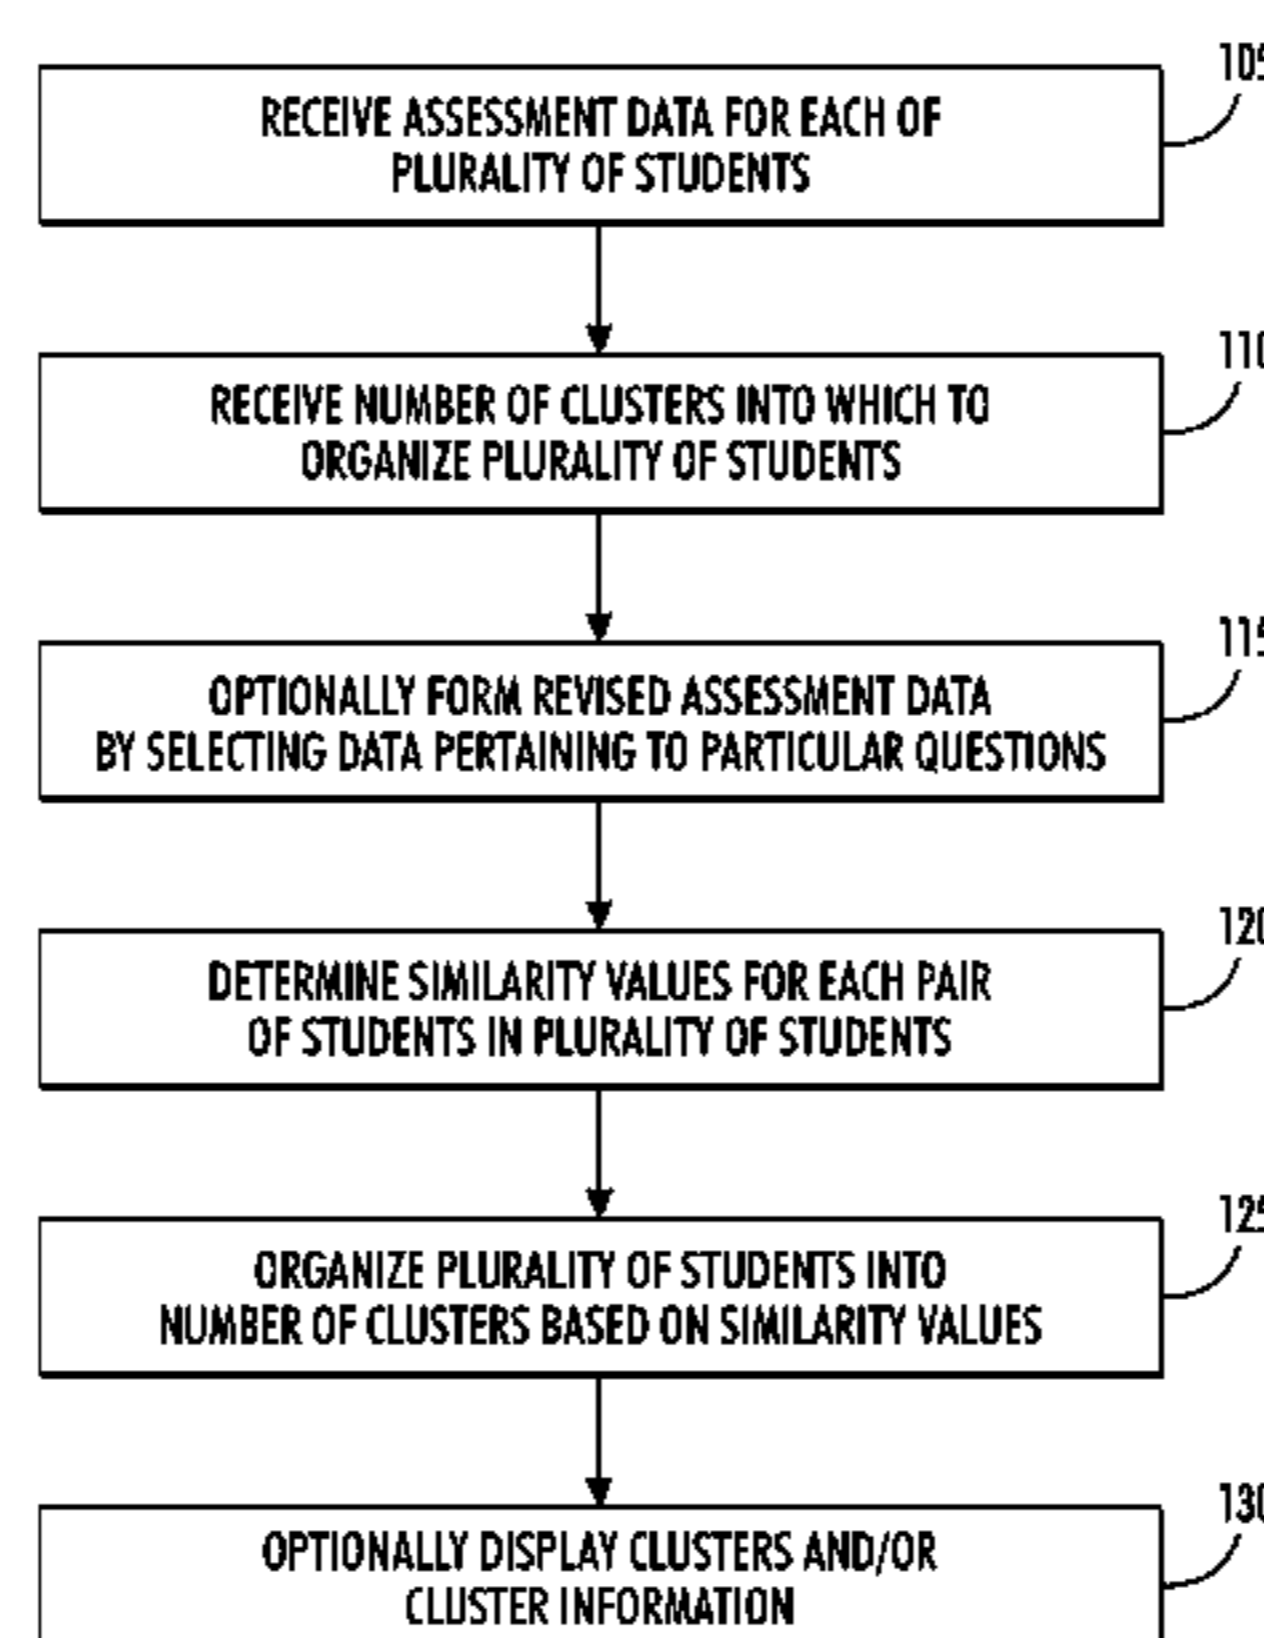 105
RECEIVE ASSESSMENT DATA FOR EACH OF
PLURALITY OF STUDENTS
110
RECEIVE NUMBER OF CLUSTERS INTO WHICH TO
ORGANIZE PLURALITY OF STUDENTS
115
OPTIONALLY FORM REVISED ASSESSMENT DATA
BY SELECTING DATA PERTAINING TO PARTICULAR QUESTIONS
120
DETERMINE SIMILARITY VALUES FOR EACH PAIR
OF STUDENTS IN PLURALITY OF STUDENTS
125
ORGANIZE PLURALITY OF STUDENTS INTO
NUMBER OF CLUSTERS BASED ON SIMILARITY VALUES
130
OPTIONALLY DISPLAY CLUSTERS AND/OR
CLUSTER INFORMATION